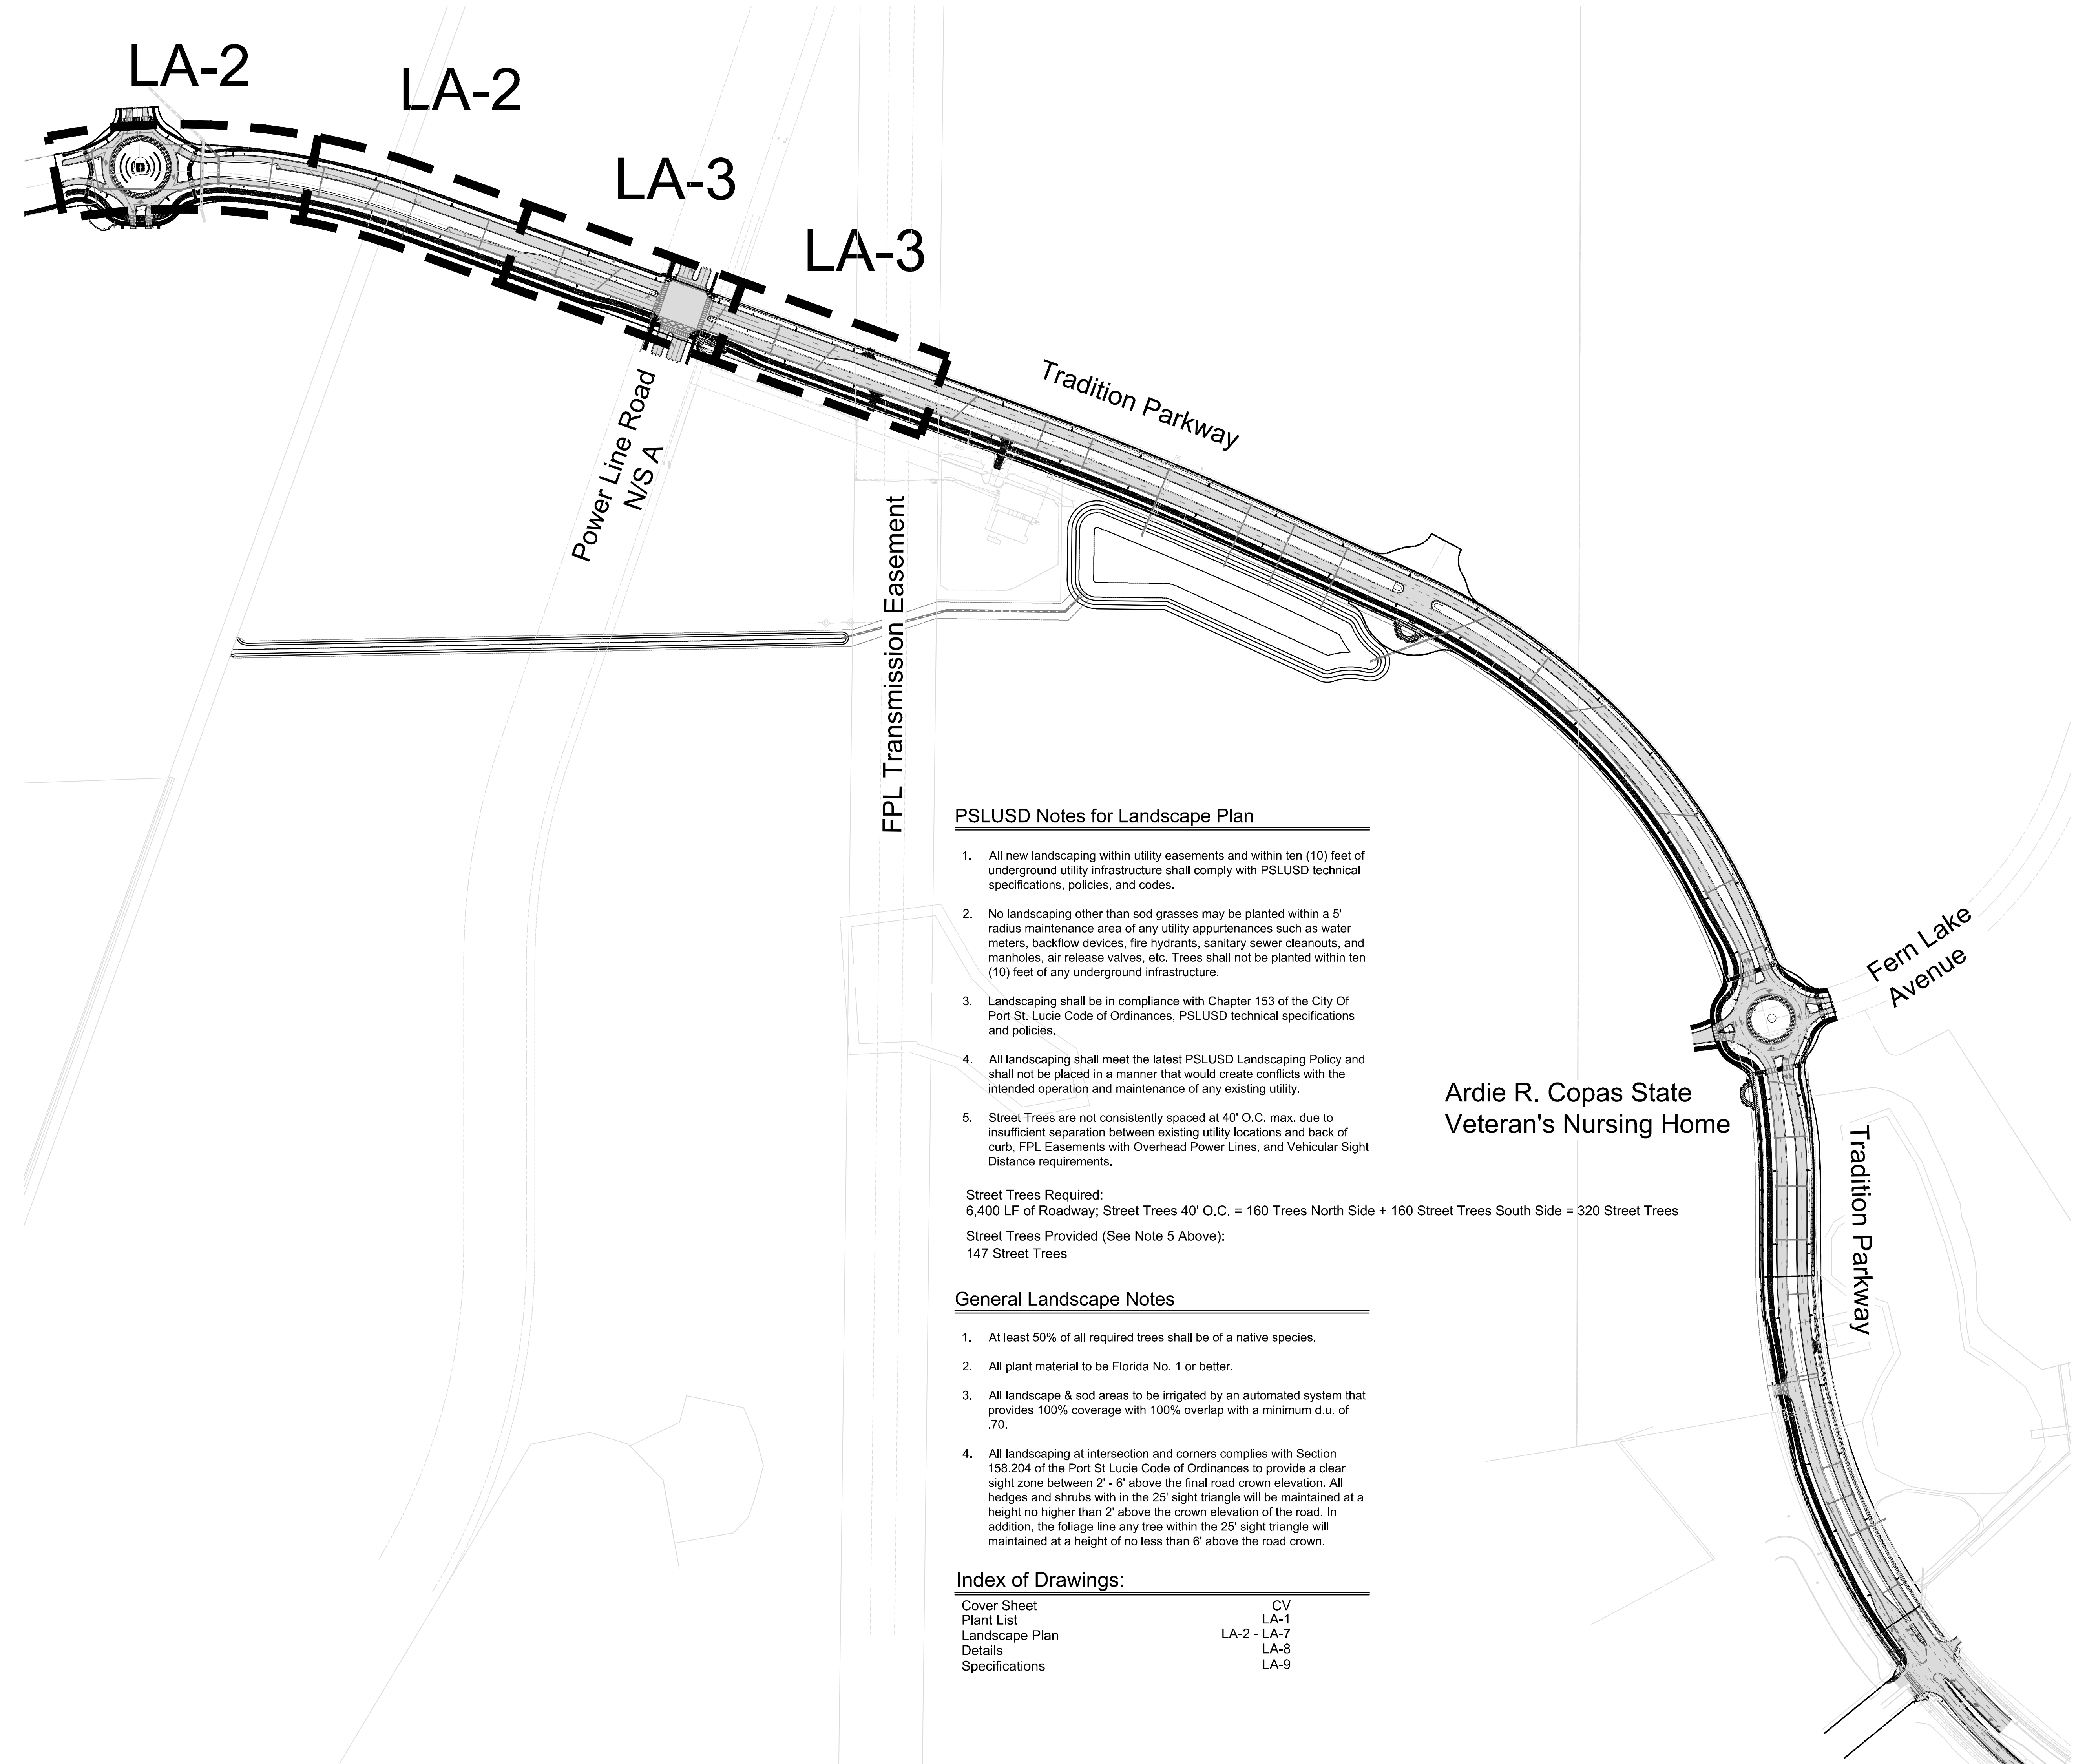 LA-2
LA-2
LA-3
LA-3
Tradition Parkway
Power Line Road
N/S A
FPL Transmission Easement
PSLUSD Notes for Landscape Plan
1. All new landscaping within utility easements and within ten (10) feet of
underground utility infrastructure shall comply with PSLUSD technical
specifications, policies, and codes.
2. No landscaping other than sod grasses may be planted within a 5'
radius maintenance area of any utility appurtenances such as water
meters, backflow devices, fire hydrants, sanitary sewer cleanouts, and
manholes, air release valves, etc. Trees shall not be planted within ten
(10) feet of any underground infrastructure.
3. Landscaping shall be in compliance with Chapter 153 of the City Of
Port St. Lucie Code of Ordinances, PSLUSD technical specifications
and policies.
4. All landscaping shall meet the latest PSLUSD Landscaping Policy and
shall not be placed in a manner that would create conflicts with the
intended operation and maintenance of any existing utility.
5. Street Trees are not consistently spaced at 40' O.C. max. due to
insufficient separation between existing utility locations and back of
curb, FPL Easements with Overhead Power Lines, and Vehicular Sight
Distance requirements.
Street Trees Required:
6,400 LF of Roadway; Street Trees 40' O.C. = 160 Trees North Side + 160 Street Trees South Side = 320 Street Trees
Street Trees Provided (See Note 5 Above):
147 Street Trees
General Landscape Notes
1. At least 50% of all required trees shall be of a native species.
2. All plant material to be Florida No. 1 or better.
3. All landscape & sod areas to be irrigated by an automated system that
provides 100% coverage with 100% overlap with a minimum d.u. of
.70.
4. All landscaping at intersection and corners complies with Section
158.204 of the Port St Lucie Code of Ordinances to provide a clear
sight zone between 2' - 6' above the final road crown elevation. All
hedges and shrubs with in the 25' sight triangle will be maintained at a
height no higher than 2' above the crown elevation of the road. In
addition, the foliage line any tree within the 25' sight triangle will
maintained at a height of no less than 6' above the road crown.
Index of Drawings:
Cover Sheet CV
Plant List LA-1
Landscape Plan LA-2 - LA-7
Details LA-8
Specifications LA-9
Fern Lake
Avenue
Ardie R. Copas State
Veteran's Nursing Home
Tradition Parkway